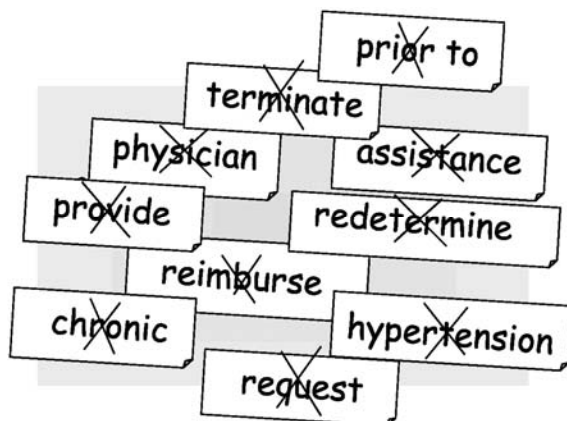 prior to
terminate
physician
assistance
provide
redetermine
reimburse
chronic
hypertension
request